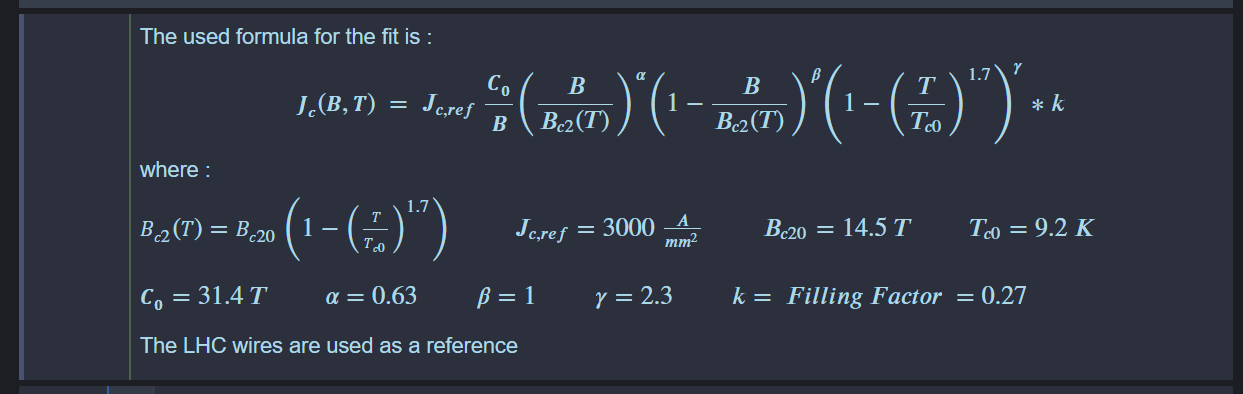 The used formula for the fit is :
J_c(B, T) = J_{c,ref} \frac{C_0}{B} \left( \frac{B}{B_{c2}(T)} \right)^α \left( 1 − \frac{B}{B_{c2}(T)} \right)^β \left( 1 − \left( \frac{T}{T_{c0}} \right)^{1.7} \right)^γ * k
where :
B_{c2}(T) = B_{c20} \left( 1 − \left( \frac{T}{T_{c0}} \right)^{1.7} \right) J_{c,ref} = 3000 \frac{A}{mm^2} B_{c20} = 14.5 T T_{c0} = 9.2 K
C_0 = 31.4 T α = 0.63 β = 1 γ = 2.3 k = Filling Factor = 0.27
The LHC wires are used as a reference